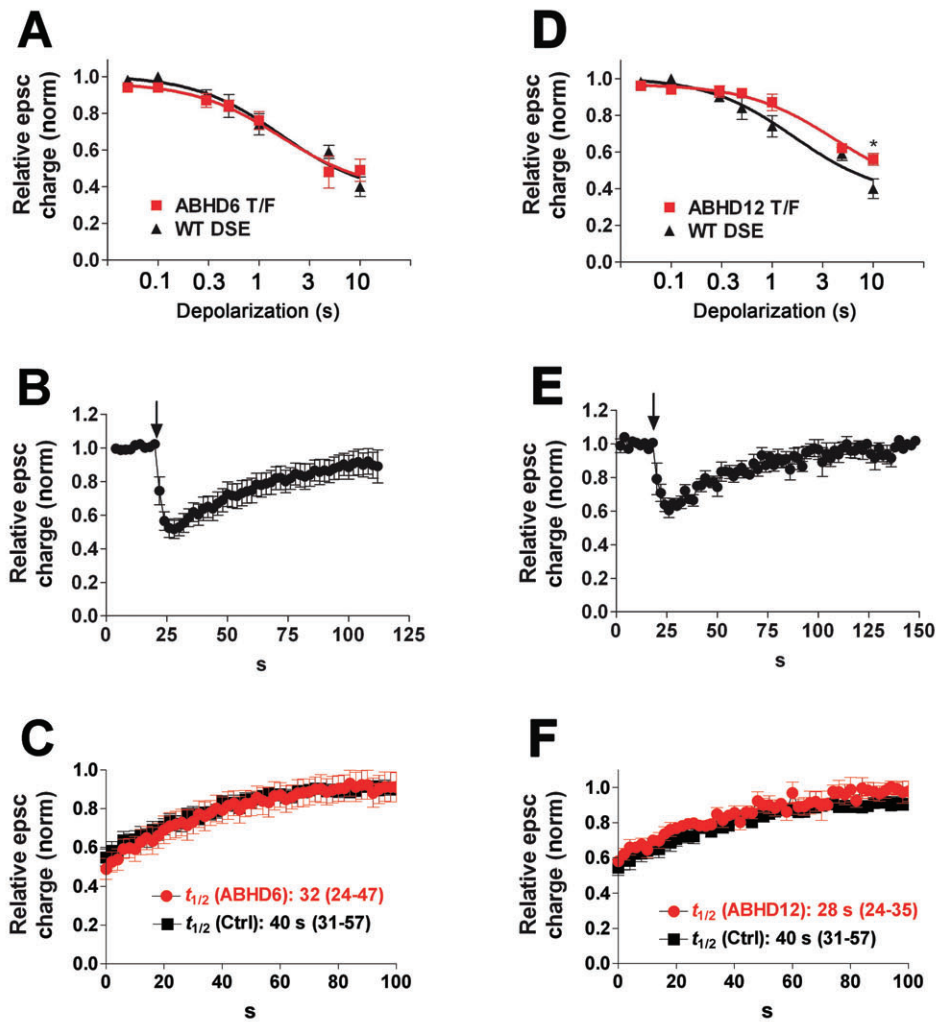 A
Relative epsc
charge (norm)
1.0
0.8
0.6
0.4
0.2
0.0
ABHD6 T/F
WT DSE
0.1 0.3 1 3 10
Depolarization (s)
D
Relative epsc
charge (norm)
1.0
0.8
0.6
0.4
0.2
0.0
*
ABHD12 T/F
WT DSE
0.1 0.3 1 3 10
Depolarization (s)
B
Relative epsc
charge (norm)
1.2
1.0
0.8
0.6
0.4
0.2
0.0
0 25 50 75 100 125
s
E
Relative epsc
charge (norm)
1.2
1.0
0.8
0.6
0.4
0.2
0.0
0 25 50 75 100 125 150
s
C
Relative epsc
charge (norm)
1.0
0.8
0.6
0.4
0.2
0.0
t1/2 (ABHD6): 32 (24-47)
t1/2 (Ctrl): 40 s (31-57)
0 20 40 60 80 100
s
F
Relative epsc
charge (norm)
1.0
0.8
0.6
0.4
0.2
0.0
t1/2 (ABHD12): 28 s (24-35)
t1/2 (Ctrl): 40 s (31-57)
0 20 40 60 80 100
s